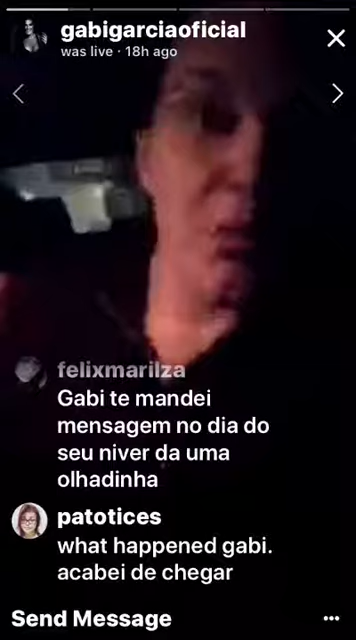 gabigarciaoficial
was live · 18h ago
felixmarilza
Gabi te mandei
mensagem no dia do
seu niver da uma
olhadinha
patotices
what happened gabi.
acabei de chegar
Send Message